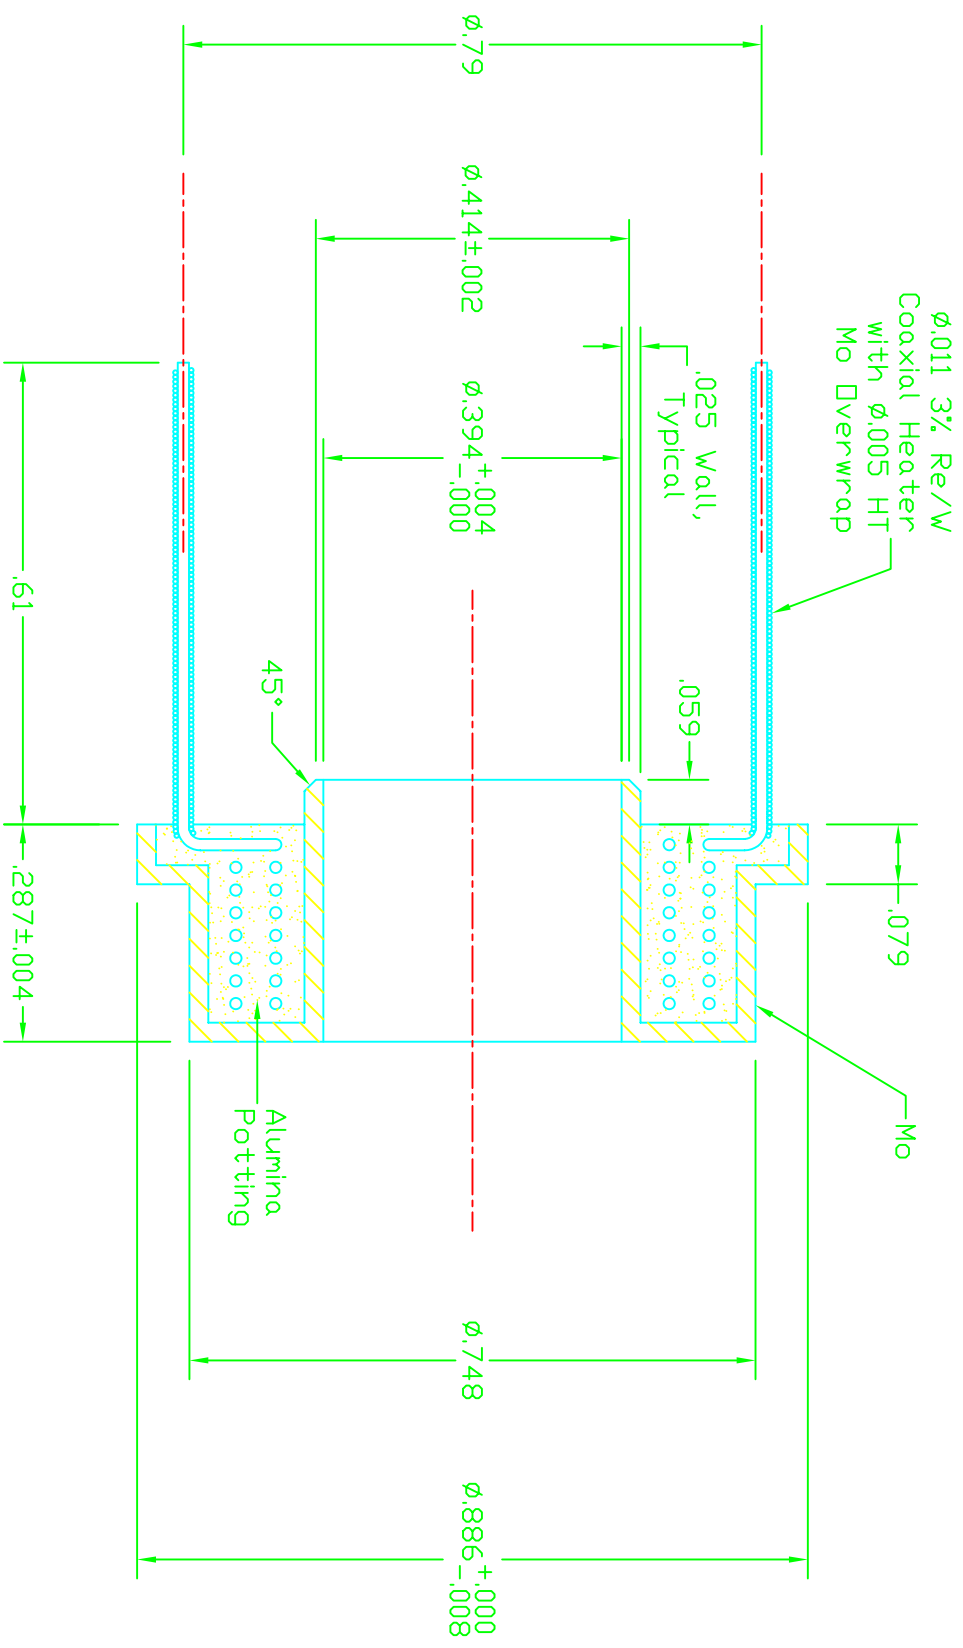 ø.011 3% Re/W
Coaxial Heater
with ø.005 HT
Mo Overwrap
.079
Mo
.025 Wall,
Typical
.059
ø.79
ø.414±.002
ø.394 +.004
-.000
ø.748
ø.886 +.000
-.008
45°
Alumina
Potting
.61
.287±.004